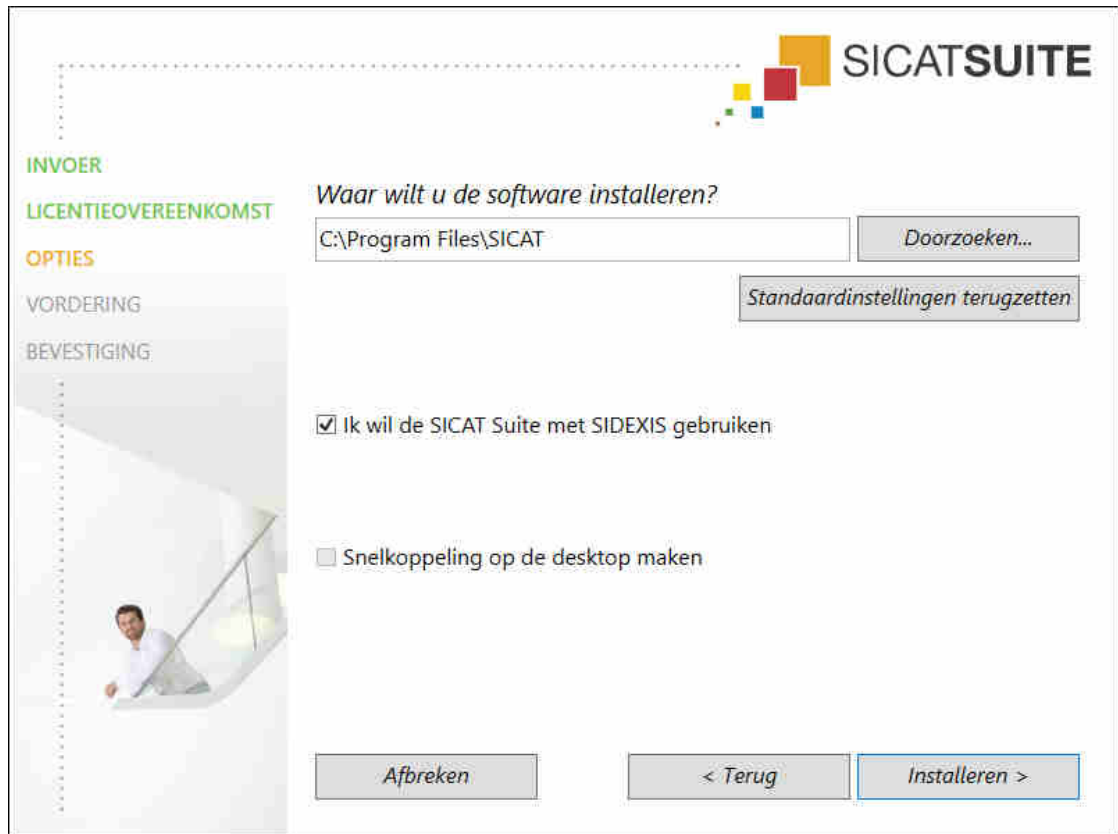 SICATSUITE
INVOER
LICENTIEOVEREENKOMST
OPTIES
VORDERING
BEVESTIGING
Waar wilt u de software installeren?
C:\Program Files\SICAT
Doorzoeken...
Standaardinstellingen terugzetten
Ik wil de SICAT Suite met SIDEXIS gebruiken
Snelkoppeling op de desktop maken
Afbreken
< Terug
Installeren >